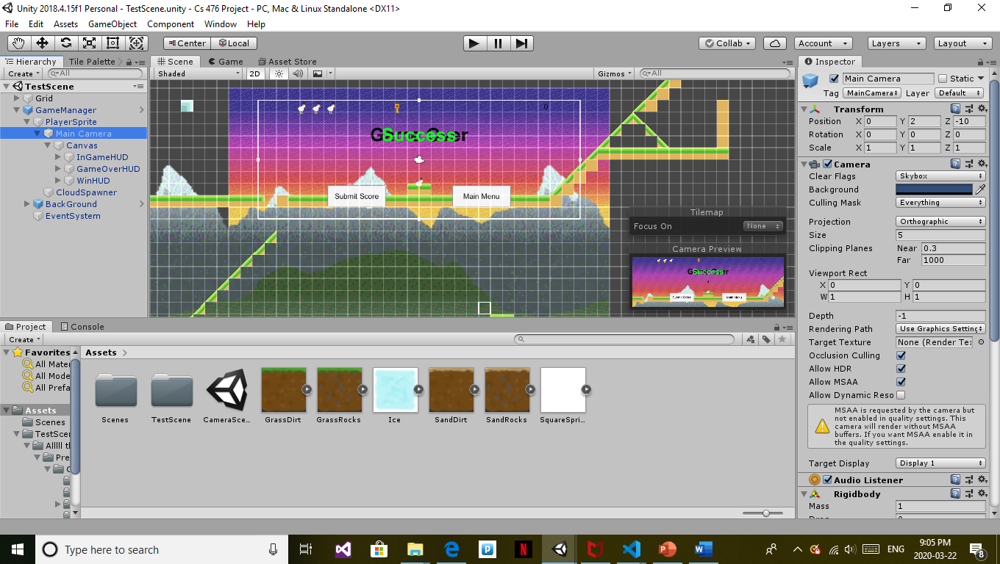 Unity 2018.4.15f1 Personal - TestScene.unity - Cs 476 Project - PC, Mac & Linux Standalone <DX11>
File Edit Assets GameObject Component Window Help
Center Local Collab Account Layers Layout
Hierarchy Tile Palette
Create All
TestScene
Grid
GameManager
PlayerSprite
Main Camera
Canvas
InGameHUD
GameOverHUD
WinHUD
CloudSpawner
BackGround
EventSystem
Scene Game Asset Store
Shaded 2D Gizmos All
0
Success
Submit Score Main Menu
Tilemap
Focus On None
Camera Preview
Success
Submit Score Main Menu
Inspector
Main Camera Static
Tag MainCamera Layer Default
Transform
Position X 0 Y 2 Z -10
Rotation X 0 Y 0 Z 0
Scale X 1 Y 1 Z 1
Camera
Clear Flags Skybox
Background
Culling Mask Everything
Projection Orthographic
Size 5
Clipping Planes Near 0.3
Far 1000
Viewport Rect
X 0 Y 0
W 1 H 1
Depth -1
Rendering Path Use Graphics Setting
Target Texture None (Render Tex
Occlusion Culling
Allow HDR
Allow MSAA
Allow Dynamic Reso
MSAA is requested by the camera but
not enabled in quality settings. This
camera will render without MSAA
buffers. If you want MSAA enable it in
the quality settings.
Target Display Display 1
Audio Listener
Rigidbody
Mass 1
Project Console
Create
Favorites
All Mater
All Mode
All Prefa
Assets
Scenes
TestScen
Alllll th
Pre
C
Assets
Scenes TestScene CameraSce... GrassDirt GrassRocks Ice SandDirt SandRocks SquareSpri...
Type here to search
ENG
9:05 PM
2020-03-22
8